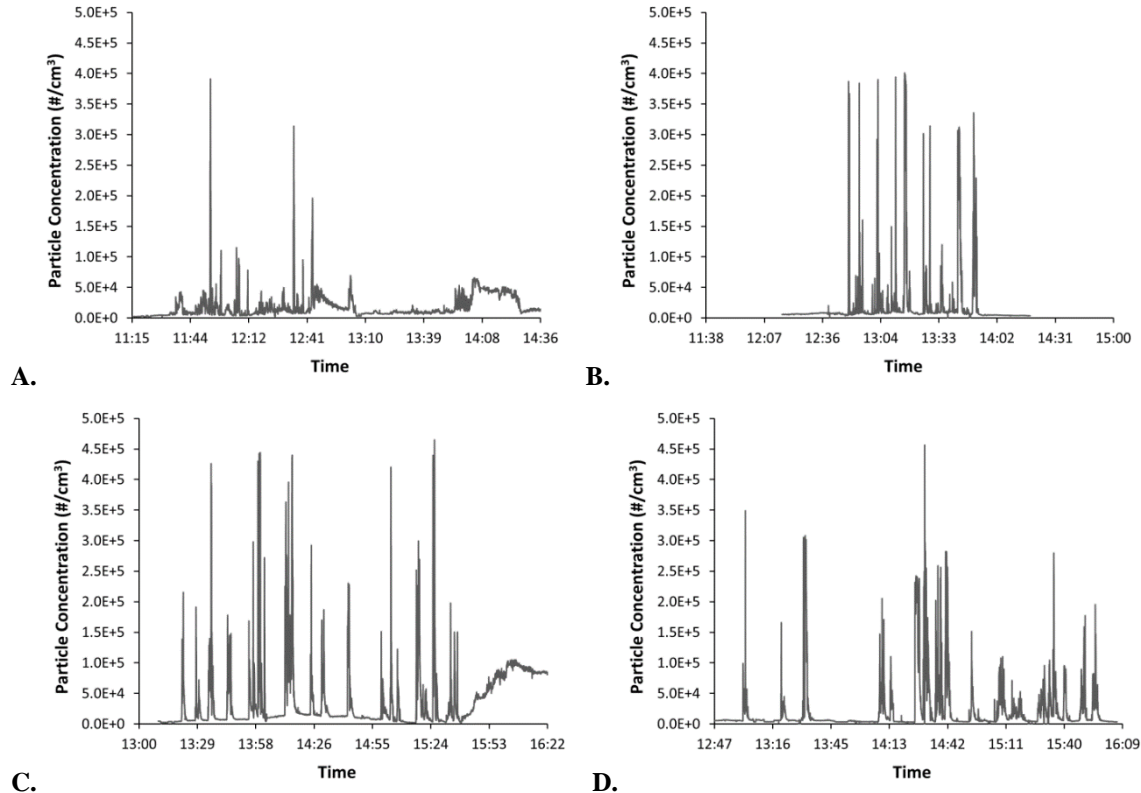 5.0E+5
4.5E+5
4.0E+5
3.5E+5
3.0E+5
2.5E+5
2.0E+5
1.5E+5
1.0E+5
5.0E+4
0.0E+0
Particle Concentration (#/cm³)
11:15 11:44 12:12 12:41 13:10 13:39 14:08 14:36
Time
A.
5.0E+5
4.5E+5
4.0E+5
3.5E+5
3.0E+5
2.5E+5
2.0E+5
1.5E+5
1.0E+5
5.0E+4
0.0E+0
Particle Concentration (#/cm³)
11:38 12:07 12:36 13:04 13:33 14:02 14:31 15:00
Time
B.
5.0E+5
4.5E+5
4.0E+5
3.5E+5
3.0E+5
2.5E+5
2.0E+5
1.5E+5
1.0E+5
5.0E+4
0.0E+0
Particle Concentration (#/cm³)
13:00 13:29 13:58 14:26 14:55 15:24 15:53 16:22
Time
C.
5.0E+5
4.5E+5
4.0E+5
3.5E+5
3.0E+5
2.5E+5
2.0E+5
1.5E+5
1.0E+5
5.0E+4
0.0E+0
Particle Concentration (#/cm³)
12:47 13:16 13:45 14:13 14:42 15:11 15:40 16:09
Time
D.